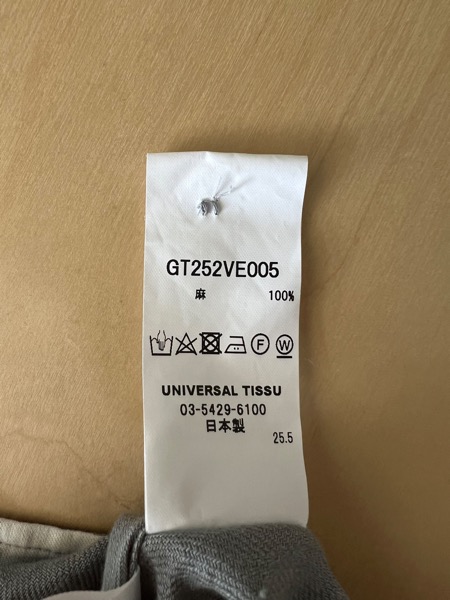 GT252VE005
麻 100%
F W
UNIVERSAL TISSU
03-5429-6100
日本製
25.5